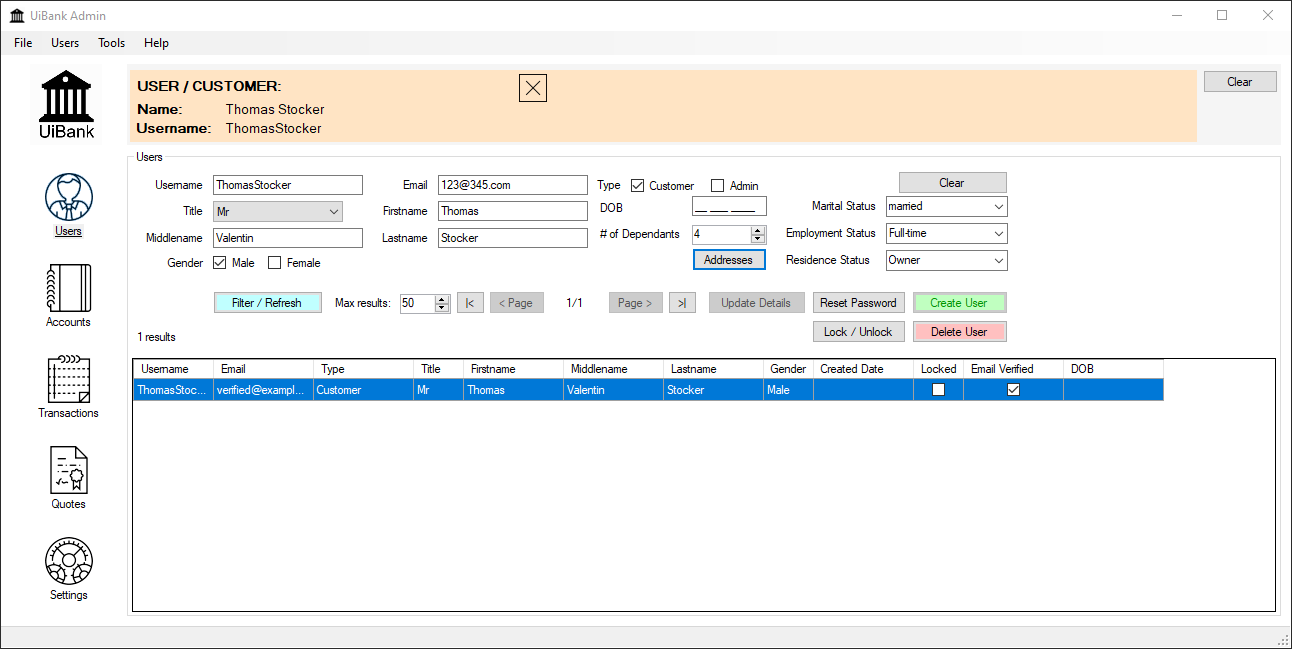 UiBank Admin
File Users Tools Help
UiBank
Users
Accounts
Transactions
Quotes
Settings
USER / CUSTOMER:
Name: Thomas Stocker
Username: ThomasStocker
Clear
Users
Username ThomasStocker Email 123@345.com Type Customer Admin Clear
Title Mr Firstname Thomas DOB __ ___ ____ Marital Status married
Middlename Valentin Lastname Stocker # of Dependants 4 Employment Status Full-time
Gender Male Female Addresses Residence Status Owner
Filter / Refresh Max results: 50 |< < Page 1/1 Page > >| Update Details Reset Password Create User
1 results Lock / Unlock Delete User
Username Email Type Title Firstname Middlename Lastname Gender Created Date Locked Email Verified DOB
ThomasStoc... verified@exampl... Customer Mr Thomas Valentin Stocker Male